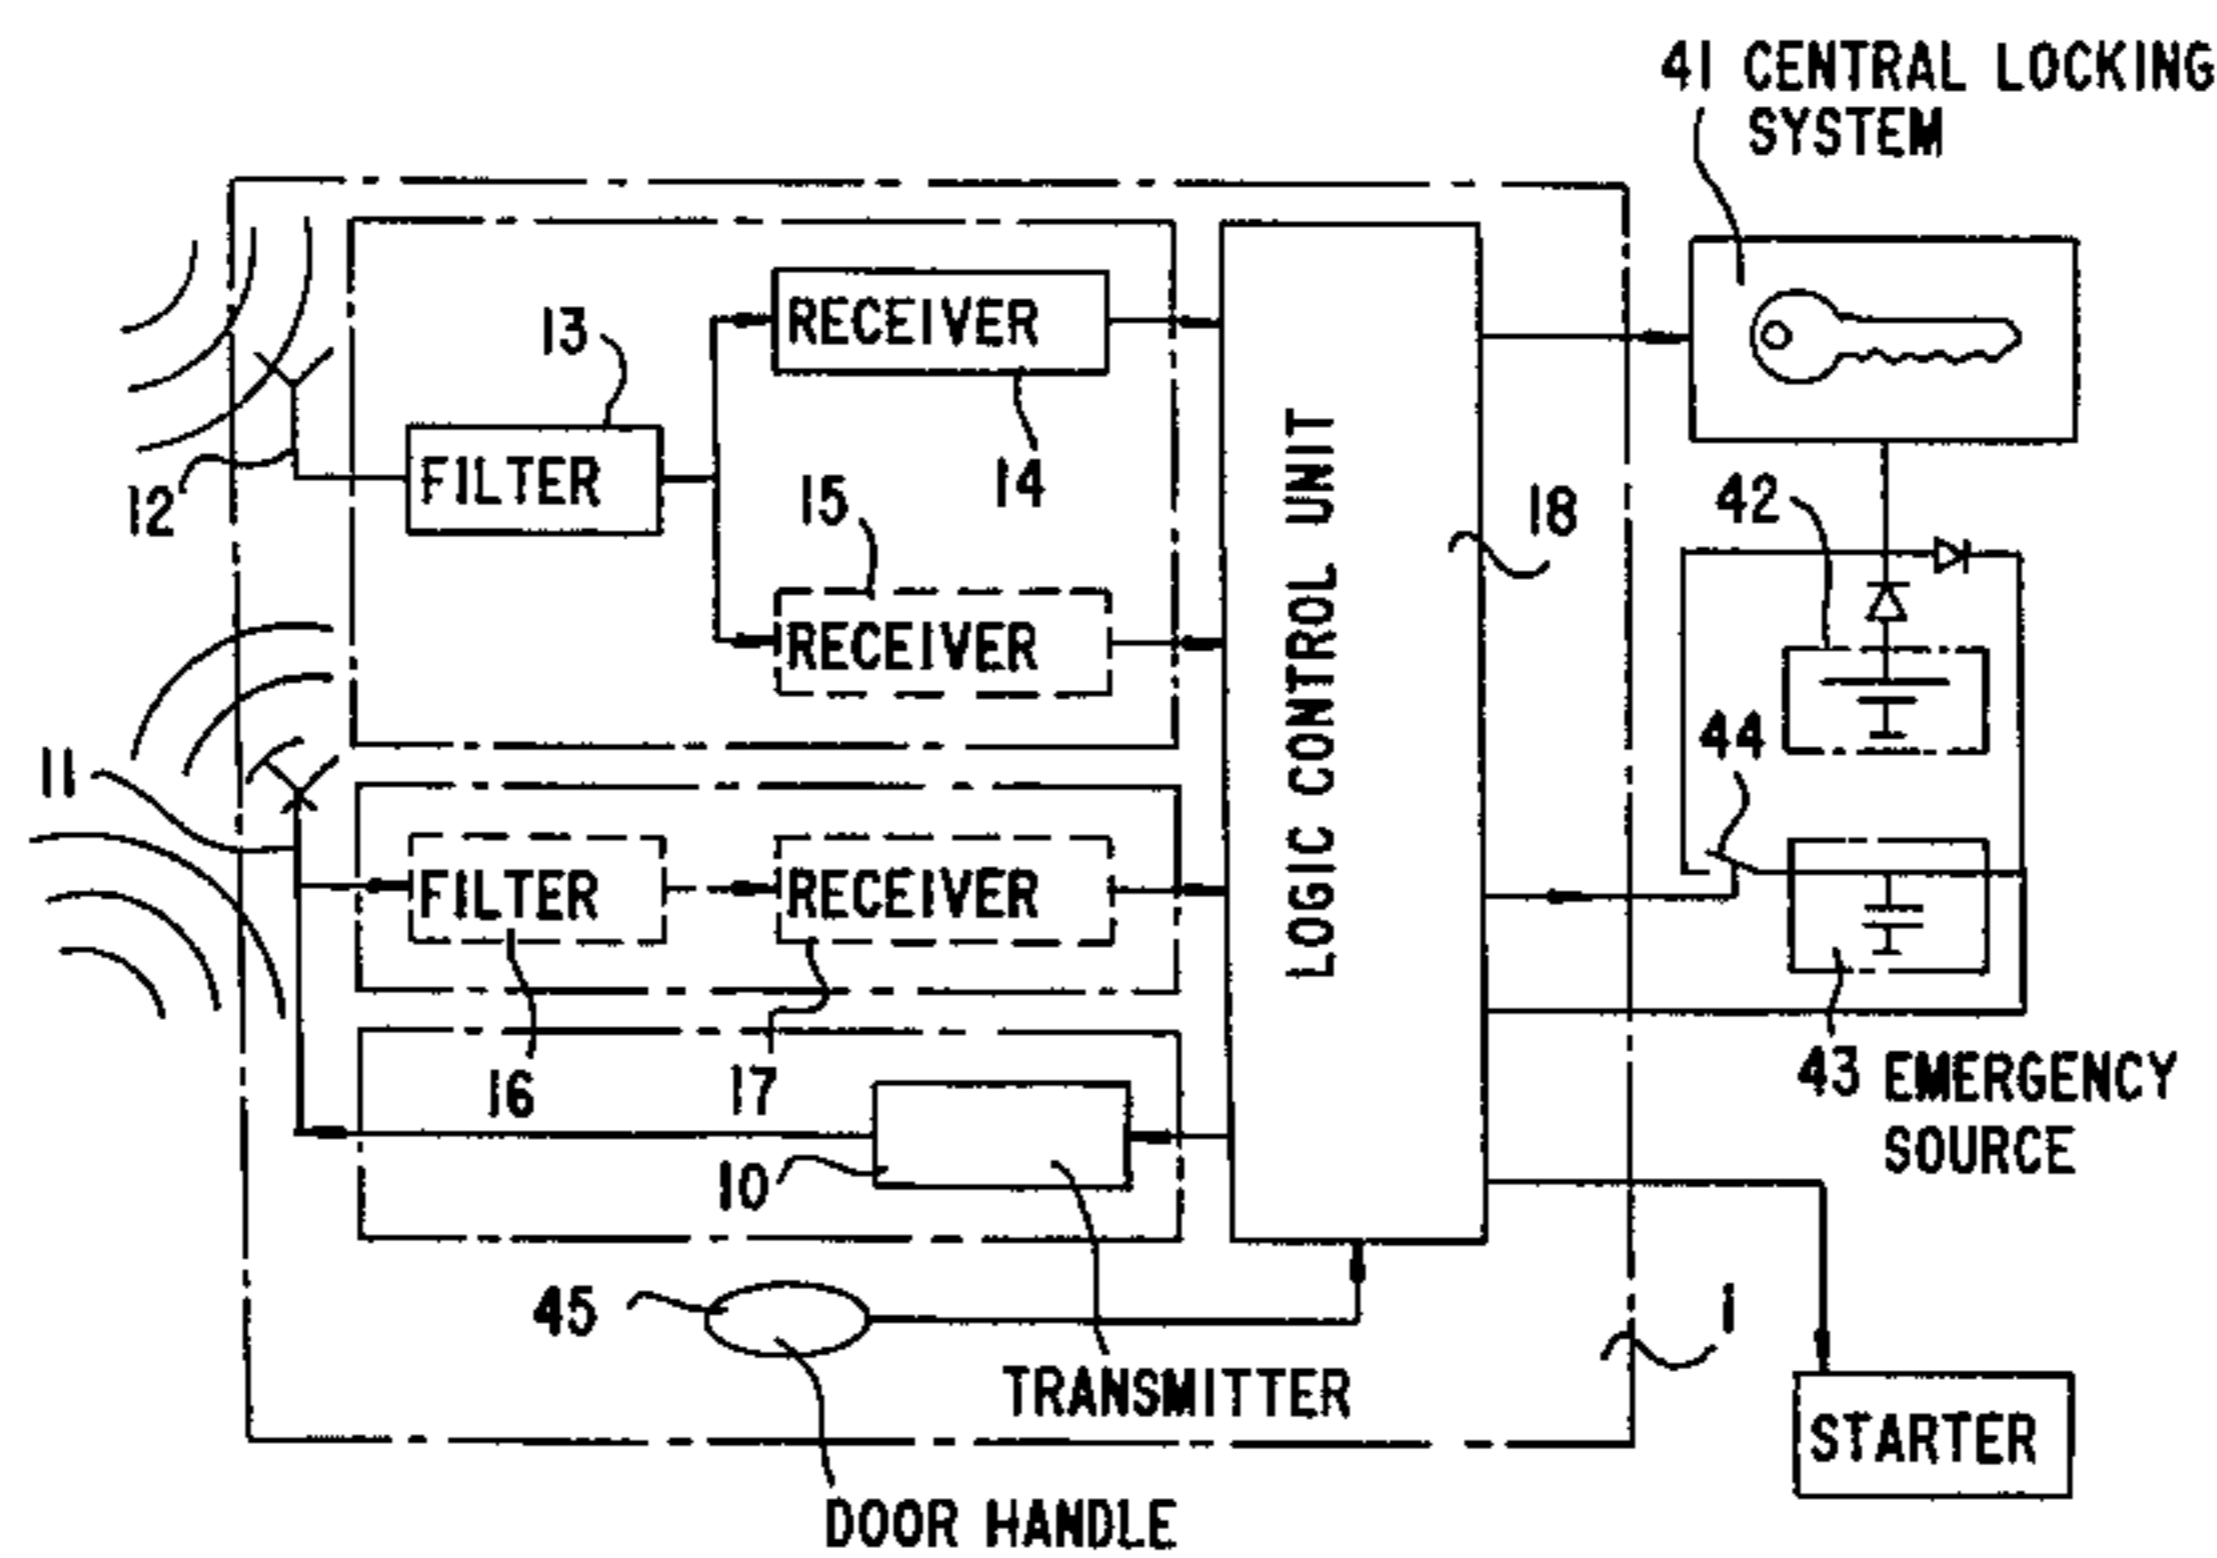 41 CENTRAL LOCKING
SYSTEM
13
RECEIVER
12
FILTER
14
15
18
42
RECEIVER
LOGIC CONTROL UNIT
44
11
FILTER
RECEIVER
16
17
43 EMERGENCY
SOURCE
10
45
1
TRANSMITTER
STARTER
DOOR HANDLE